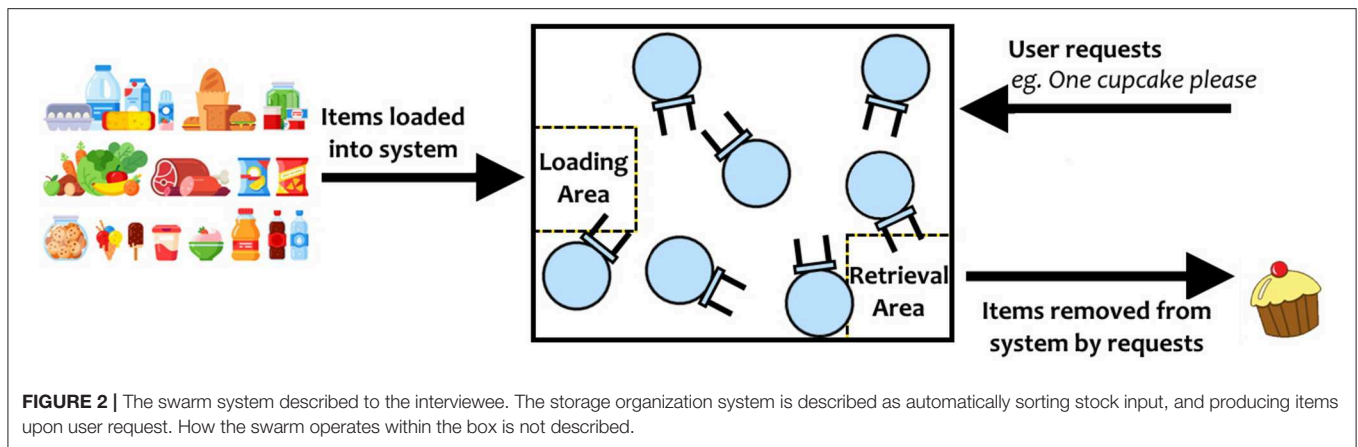 Items loaded
into system
Loading
Area
User requests
eg. One cupcake please
Retrieval
Area
Items removed from
system by requests
FIGURE 2 | The swarm system described to the interviewee. The storage organization system is described as automatically sorting stock input, and producing items
upon user request. How the swarm operates within the box is not described.